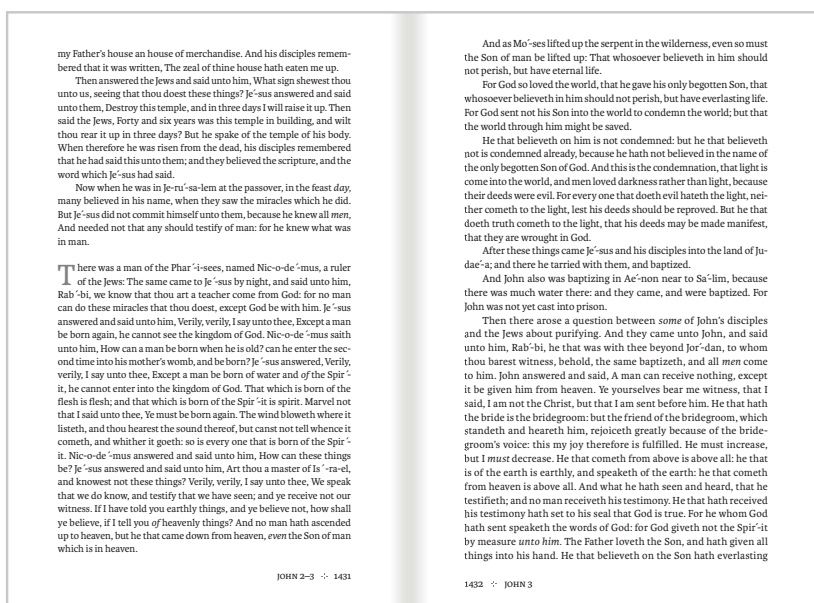 my Father's house an house of merchandise. And his disciples remem-
bered that it was written, The zeal of thine house hath eaten me up.
Then answered the Jews and said unto him, What sign shewest thou
unto us, seeing that thou doest these things? Je´-sus answered and said
unto them, Destroy this temple, and in three days I will raise it up. Then
said the Jews, Forty and six years was this temple in building, and wilt
thou rear it up in three days? But he spake of the temple of his body.
When therefore he was risen from the dead, his disciples remembered
that he had said this unto them; and they believed the scripture, and the
word which Je´-sus had said.
Now when he was in Je-ru´-sa-lem at the passover, in the feast day,
many believed in his name, when they saw the miracles which he did.
But Je´-sus did not commit himself unto them, because he knew all men,
And needed not that any should testify of man: for he knew what was
in man.
There was a man of the Phar´-i-sees, named Nic-o-de´-mus, a ruler
of the Jews: The same came to Je´-sus by night, and said unto him,
Rab´-bi, we know that thou art a teacher come from God: for no man
can do these miracles that thou doest, except God be with him. Je´-sus
answered and said unto him, Verily, verily, I say unto thee, Except a man
be born again, he cannot see the kingdom of God. Nic-o-de´-mus saith
unto him, How can a man be born when he is old? can he enter the sec-
ond time into his mother's womb, and be born? Je´-sus answered, Verily,
verily, I say unto thee, Except a man be born of water and of the Spir´-
it, he cannot enter into the kingdom of God. That which is born of the
flesh is flesh; and that which is born of the Spir´-it is spirit. Marvel not
that I said unto thee, Ye must be born again. The wind bloweth where it
listeth, and thou hearest the sound thereof, but canst not tell whence it
cometh, and whither it goeth: so is every one that is born of the Spir´-
it. Nic-o-de´-mus answered and said unto him, How can these things
be? Je´-sus answered and said unto him, Art thou a master of Is´-ra-el,
and knowest not these things? Verily, verily, I say unto thee, We speak
that we do know, and testify that we have seen; and ye receive not our
witness. If I have told you earthly things, and ye believe not, how shall
ye believe, if I tell you of heavenly things? And no man hath ascended
up to heaven, but he that came down from heaven, even the Son of man
which is in heaven.
JOHN 2–3 ⁘ 1431
And as Mo´-ses lifted up the serpent in the wilderness, even so must
the Son of man be lifted up: That whosoever believeth in him should
not perish, but have eternal life.
For God so loved the world, that he gave his only begotten Son, that
whosoever believeth in him should not perish, but have everlasting life.
For God sent not his Son into the world to condemn the world; but that
the world through him might be saved.
He that believeth on him is not condemned: but he that believeth
not is condemned already, because he hath not believed in the name of
the only begotten Son of God. And this is the condemnation, that light is
come into the world, and men loved darkness rather than light, because
their deeds were evil. For every one that doeth evil hateth the light, nei-
ther cometh to the light, lest his deeds should be reproved. But he that
doeth truth cometh to the light, that his deeds may be made manifest,
that they are wrought in God.
After these things came Je´-sus and his disciples into the land of Ju-
dae´-a; and there he tarried with them, and baptized.
And John also was baptizing in Ae´-non near to Sa´-lim, because
there was much water there: and they came, and were baptized. For
John was not yet cast into prison.
Then there arose a question between some of John's disciples
and the Jews about purifying. And they came unto John, and said
unto him, Rab´-bi, he that was with thee beyond Jor´-dan, to whom
thou barest witness, behold, the same baptizeth, and all men come
to him. John answered and said, A man can receive nothing, except
it be given him from heaven. Ye yourselves bear me witness, that I
said, I am not the Christ, but that I am sent before him. He that hath
the bride is the bridegroom: but the friend of the bridegroom, which
standeth and heareth him, rejoiceth greatly because of the bride-
groom's voice: this my joy therefore is fulfilled. He must increase,
but I must decrease. He that cometh from above is above all: he that
is of the earth is earthly, and speaketh of the earth: he that cometh
from heaven is above all. And what he hath seen and heard, that he
testifieth; and no man receiveth his testimony. He that hath received
his testimony hath set to his seal that God is true. For he whom God
hath sent speaketh the words of God: for God giveth not the Spir´-it
by measure unto him. The Father loveth the Son, and hath given all
things into his hand. He that believeth on the Son hath everlasting
1432 ⁘ JOHN 3